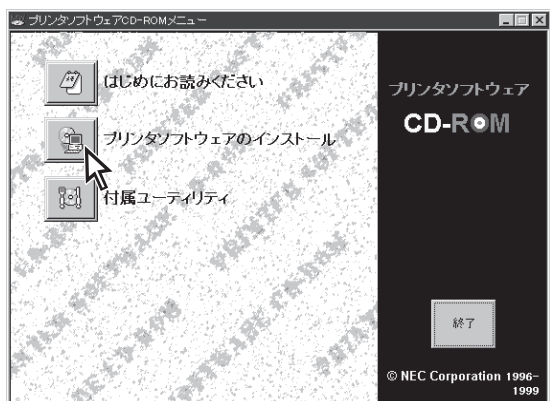 プリンタソフトウェアCD-ROMメニュー
はじめにお読みください
プリンタソフトウェアのインストール
付属ユーティリティ
プリンタソフトウェア
CD-ROM
終了
© NEC Corporation 1996-
1999